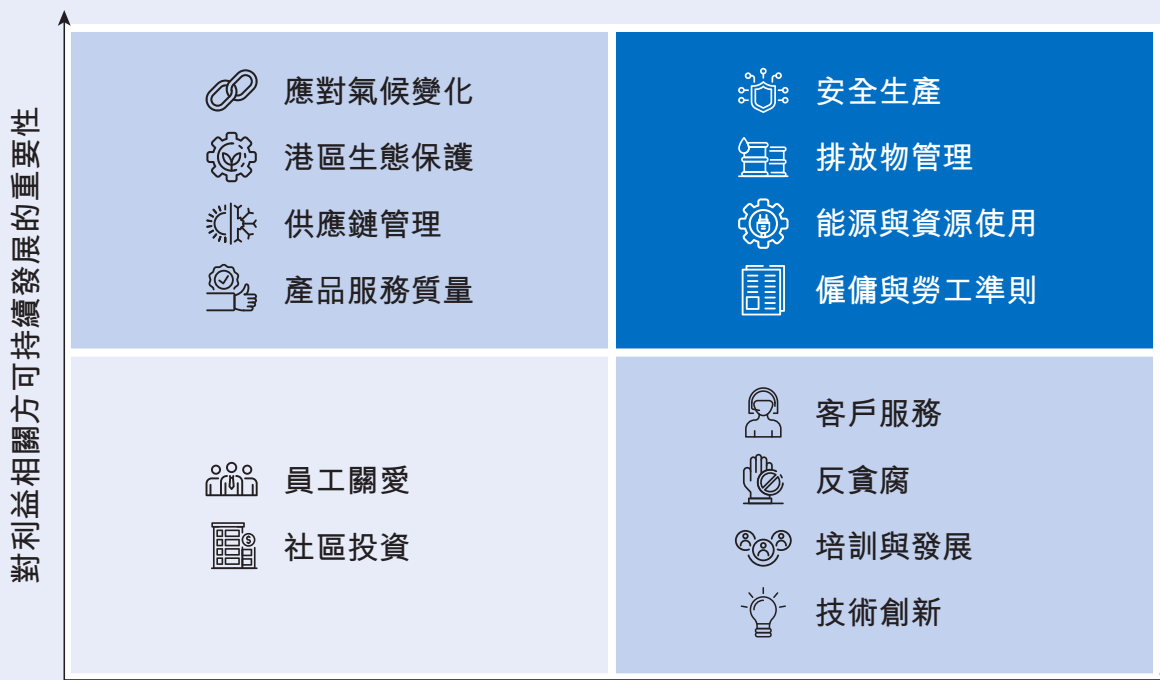 對利益相關方可持續發展的重要性
應對氣候變化
港區生態保護
供應鏈管理
產品服務質量
安全生產
排放物管理
能源與資源使用
僱傭與勞工準則
員工關愛
社區投資
客戶服務
反貪腐
培訓與發展
技術創新